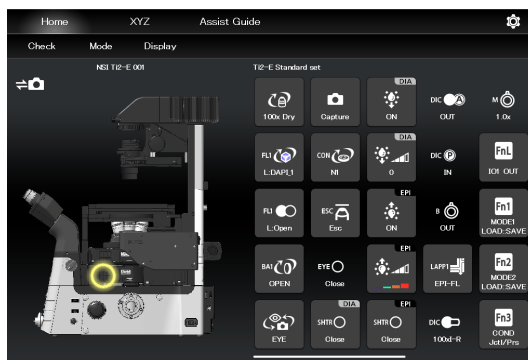 Home
XYZ
Assist Guide
Check
Mode
Display
NSI Ti2-E 001
Ti2-E Standard set
100x Dry
Capture
DIA
ON
DIC
A
OUT
M
1.0x
FL1
L:DAPI_1
CON
N1
DIA
0
DIC
P
IN
FnL
IO1 OUT
FL1
L:Open
ESC
Esc
EPI
ON
B
OUT
Fn1
MODE1
LOAD::SAVE
BA1
OPEN
EYE
Close
EPI
LAPP1
EPI-FL
Fn2
MODE2
LOAD::SAVE
EYE
DIA
SHTR
Close
EPI
SHTR
Close
DIC
100xI-R
Fn3
COND
Jctl/Prs